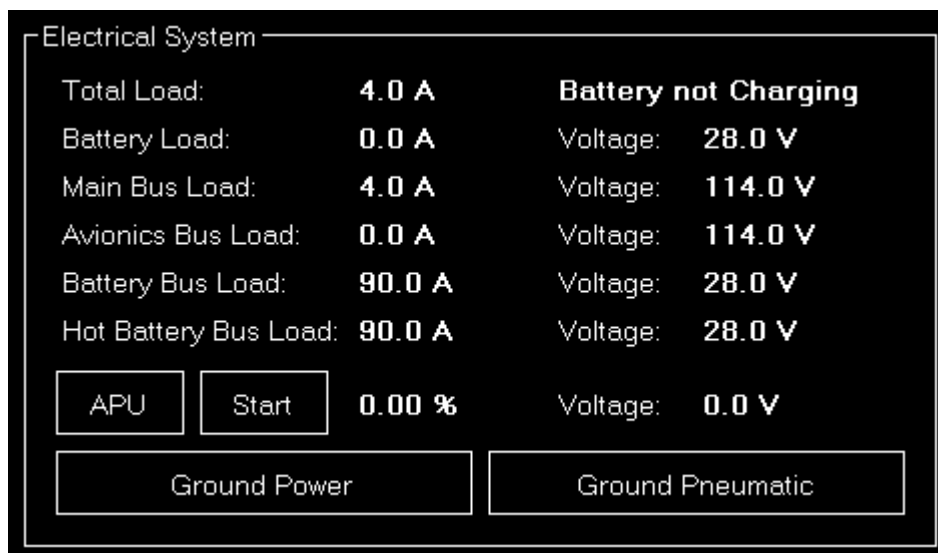 Electrical System
Total Load: 4.0 A Battery not Charging
Battery Load: 0.0 A Voltage: 28.0 V
Main Bus Load: 4.0 A Voltage: 114.0 V
Avionics Bus Load: 0.0 A Voltage: 114.0 V
Battery Bus Load: 90.0 A Voltage: 28.0 V
Hot Battery Bus Load: 90.0 A Voltage: 28.0 V
APU Start 0.00 % Voltage: 0.0 V
Ground Power Ground Pneumatic